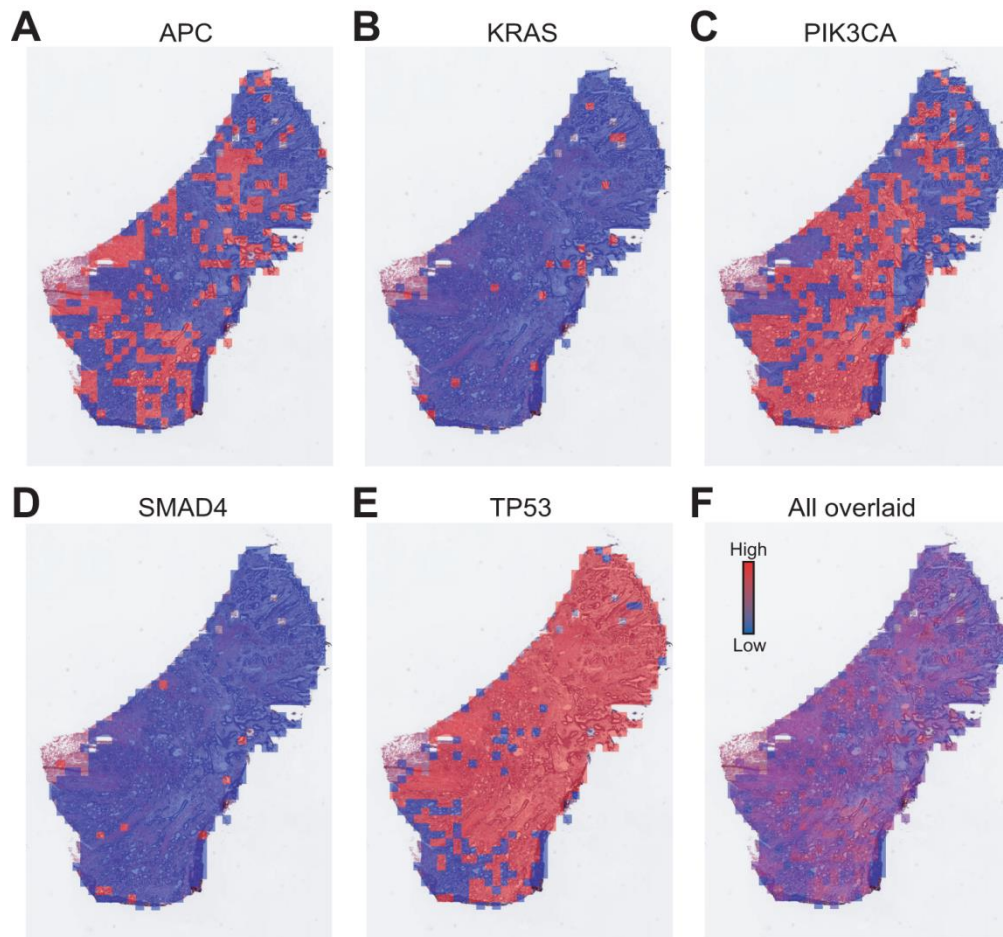 A APC
B KRAS
C PIK3CA
D SMAD4
E TP53
F All overlaid
High
Low